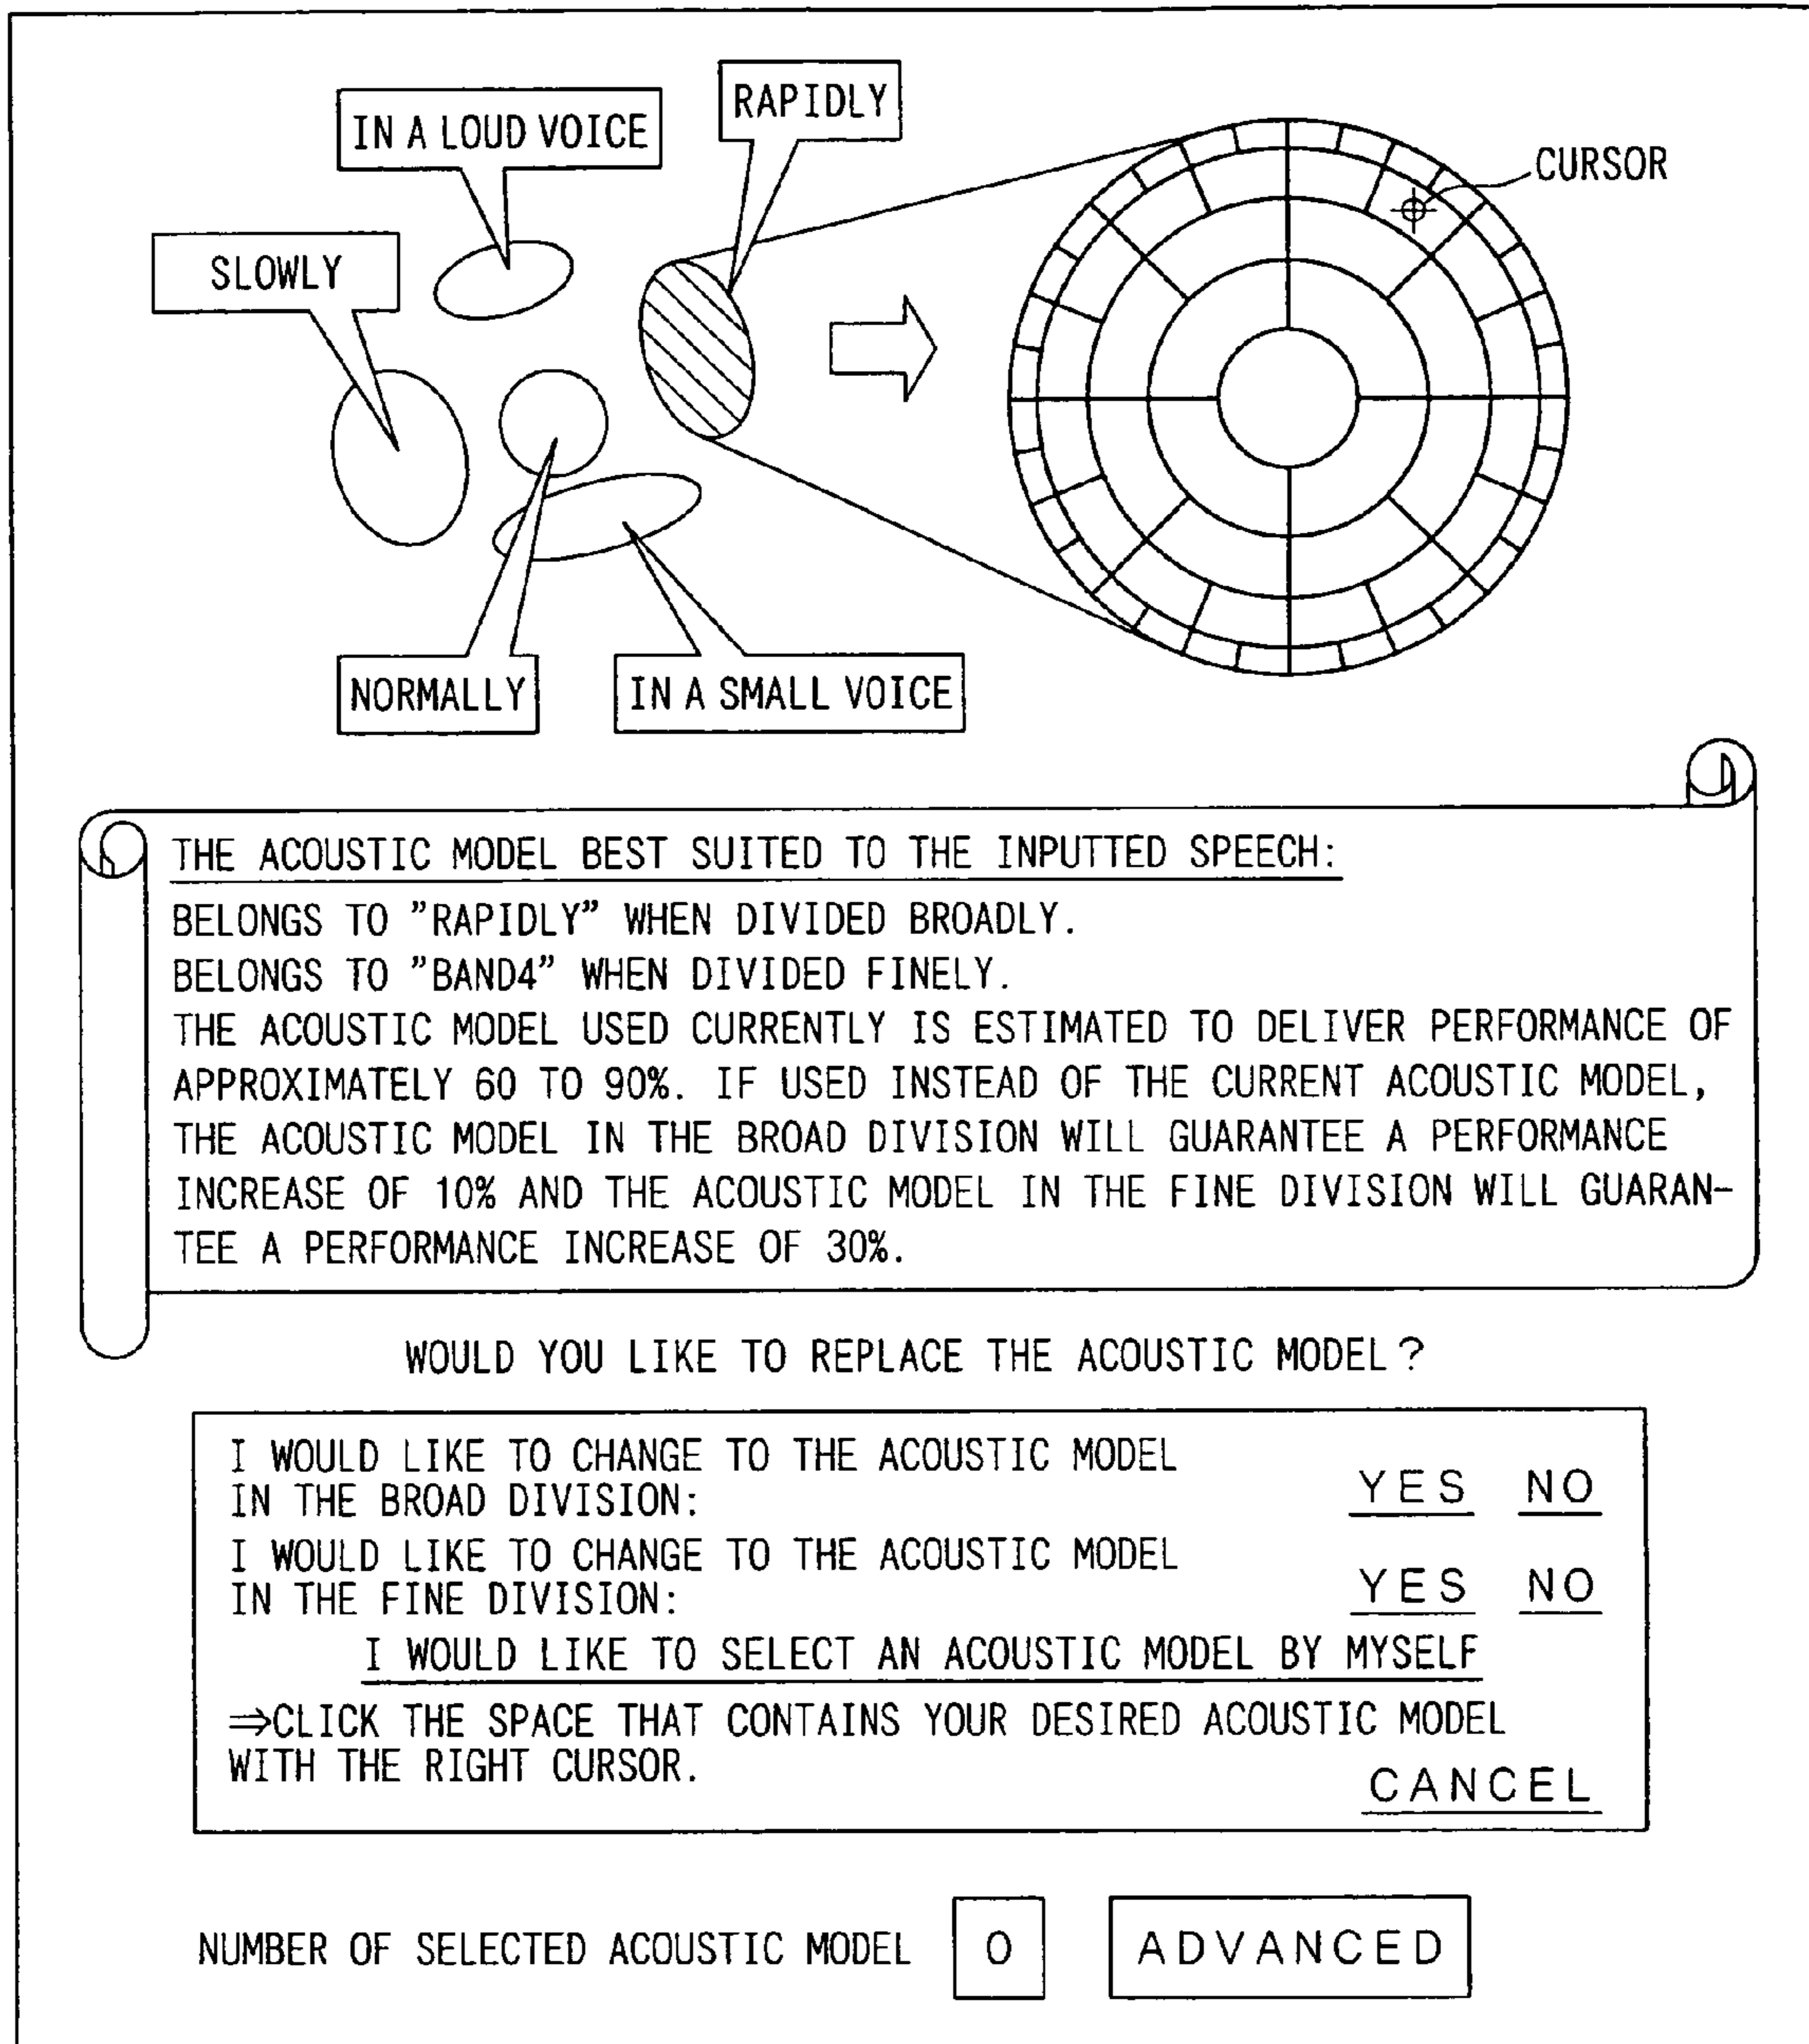 IN A LOUD VOICE
RAPIDLY
CURSOR
SLOWLY
NORMALLY
IN A SMALL VOICE
THE ACOUSTIC MODEL BEST SUITED TO THE INPUTTED SPEECH:
BELONGS TO "RAPIDLY" WHEN DIVIDED BROADLY.
BELONGS TO "BAND4" WHEN DIVIDED FINELY.
THE ACOUSTIC MODEL USED CURRENTLY IS ESTIMATED TO DELIVER PERFORMANCE OF
APPROXIMATELY 60 TO 90%. IF USED INSTEAD OF THE CURRENT ACOUSTIC MODEL,
THE ACOUSTIC MODEL IN THE BROAD DIVISION WILL GUARANTEE A PERFORMANCE
INCREASE OF 10% AND THE ACOUSTIC MODEL IN THE FINE DIVISION WILL GUARAN-
TEE A PERFORMANCE INCREASE OF 30%.
WOULD YOU LIKE TO REPLACE THE ACOUSTIC MODEL?
I WOULD LIKE TO CHANGE TO THE ACOUSTIC MODEL
IN THE BROAD DIVISION: YES NO
I WOULD LIKE TO CHANGE TO THE ACOUSTIC MODEL
IN THE FINE DIVISION: YES NO
I WOULD LIKE TO SELECT AN ACOUSTIC MODEL BY MYSELF
⇒CLICK THE SPACE THAT CONTAINS YOUR DESIRED ACOUSTIC MODEL
WITH THE RIGHT CURSOR.
CANCEL
NUMBER OF SELECTED ACOUSTIC MODEL 0 ADVANCED